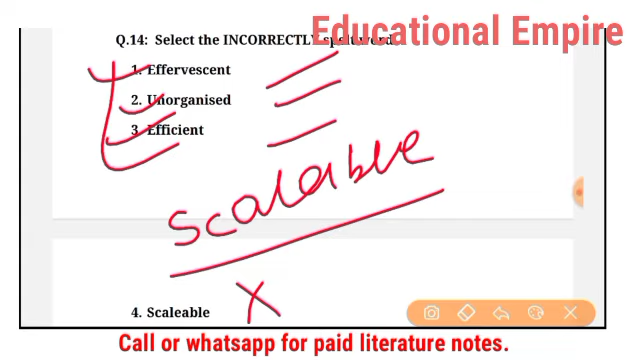 Educational Empire
Q.14: Select the INCORRECTLY spelt word
1. Effervescent
2. Unorganised
3. Efficient
Scalable
4. Scaleable
Call or whatsapp for paid literature notes.